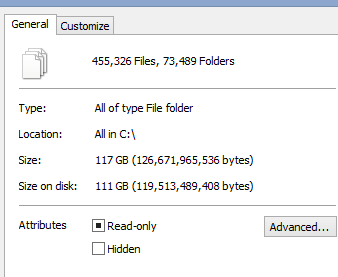 General Customize
455,326 Files, 73,489 Folders
Type: All of type File folder
Location: All in C:\
Size: 117 GB (126,671,965,536 bytes)
Size on disk: 111 GB (119,513,489,408 bytes)
Attributes Read-only Advanced...
Hidden